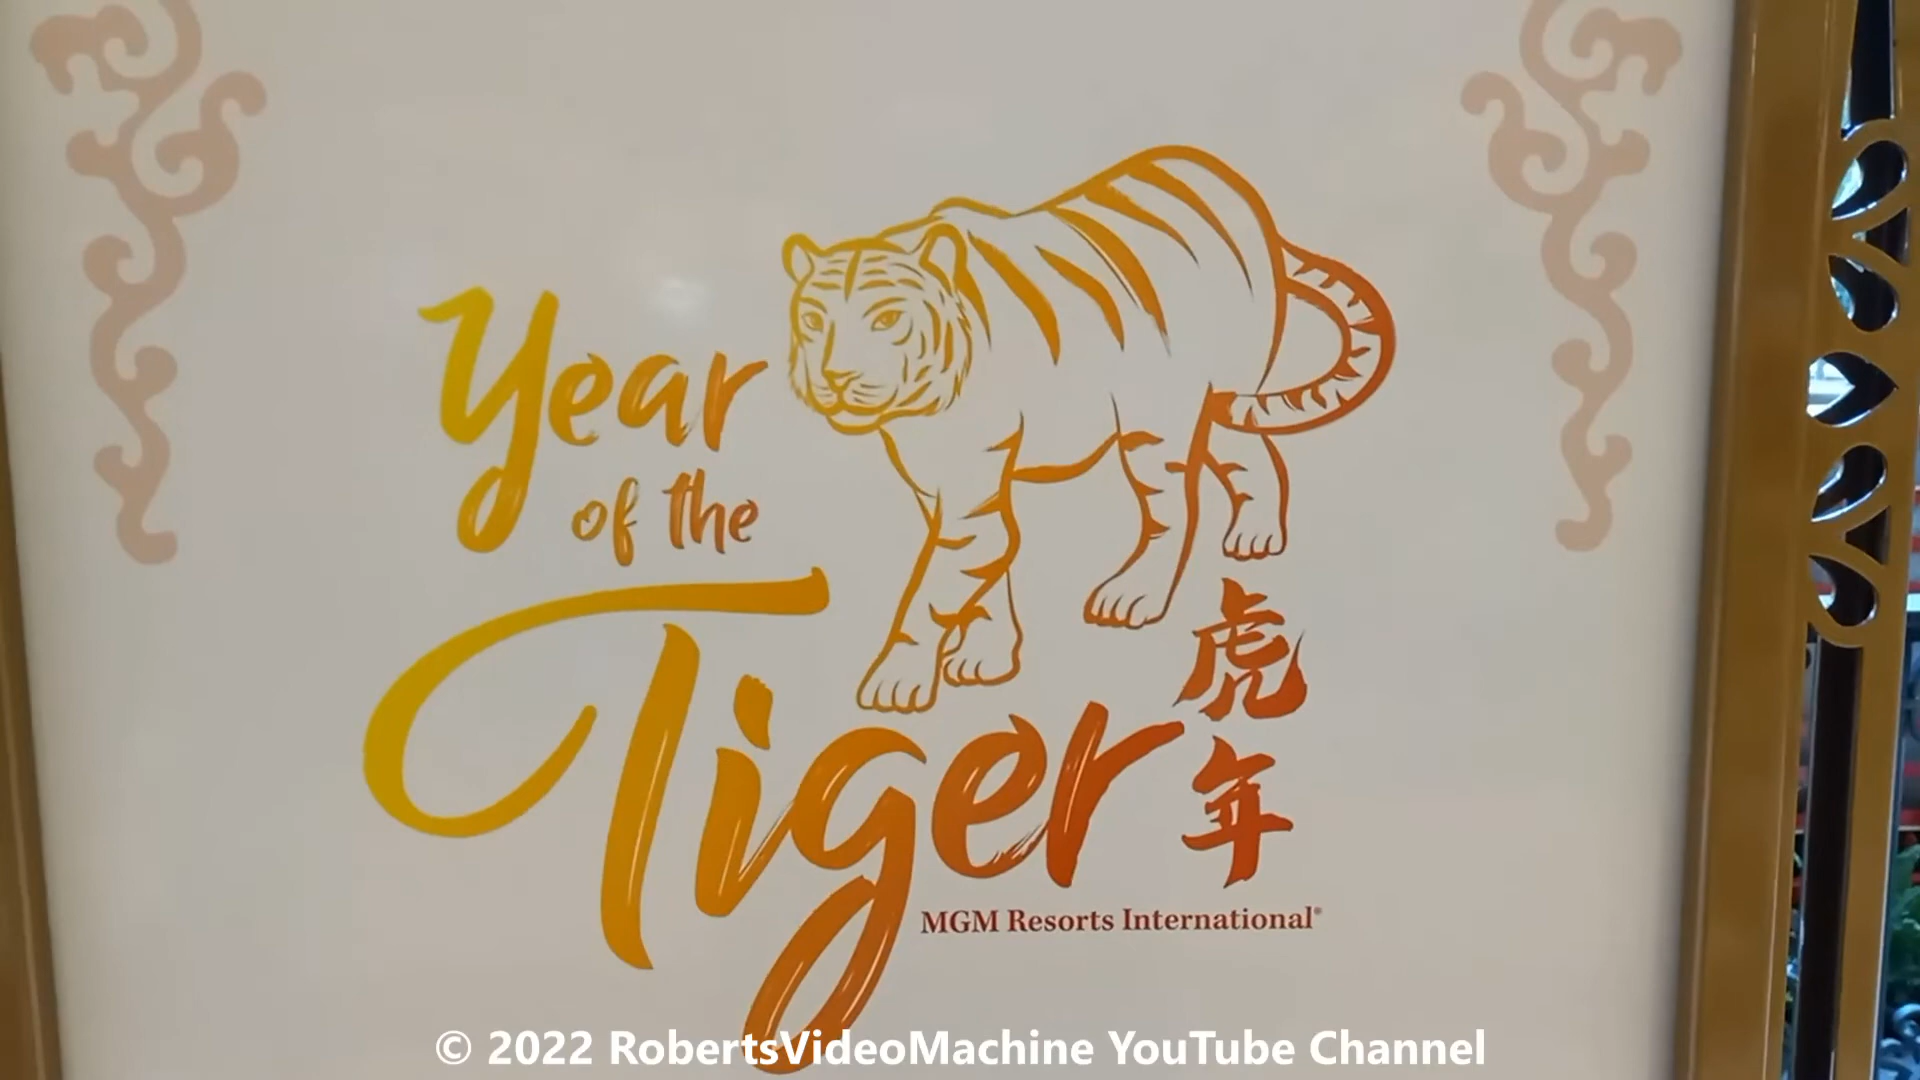 Year
of the
Tiger
虎
年
MGM Resorts International®
© 2022 RobertsVideoMachine YouTube Channel